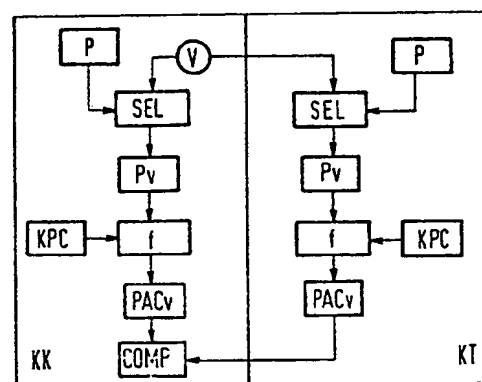 P V P
SEL SEL
Pv Pv
KPC f f KPC
PACv PACv
KK COMP KT